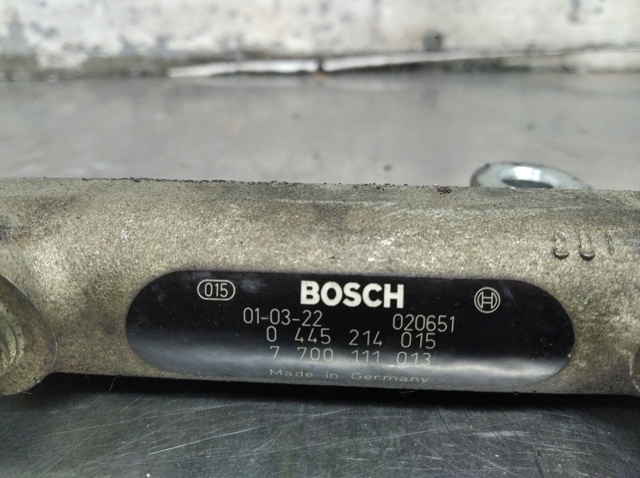 015 BOSCH
01-03-22 020651
0 445 214 015
7 700 111 013
Made in Germany